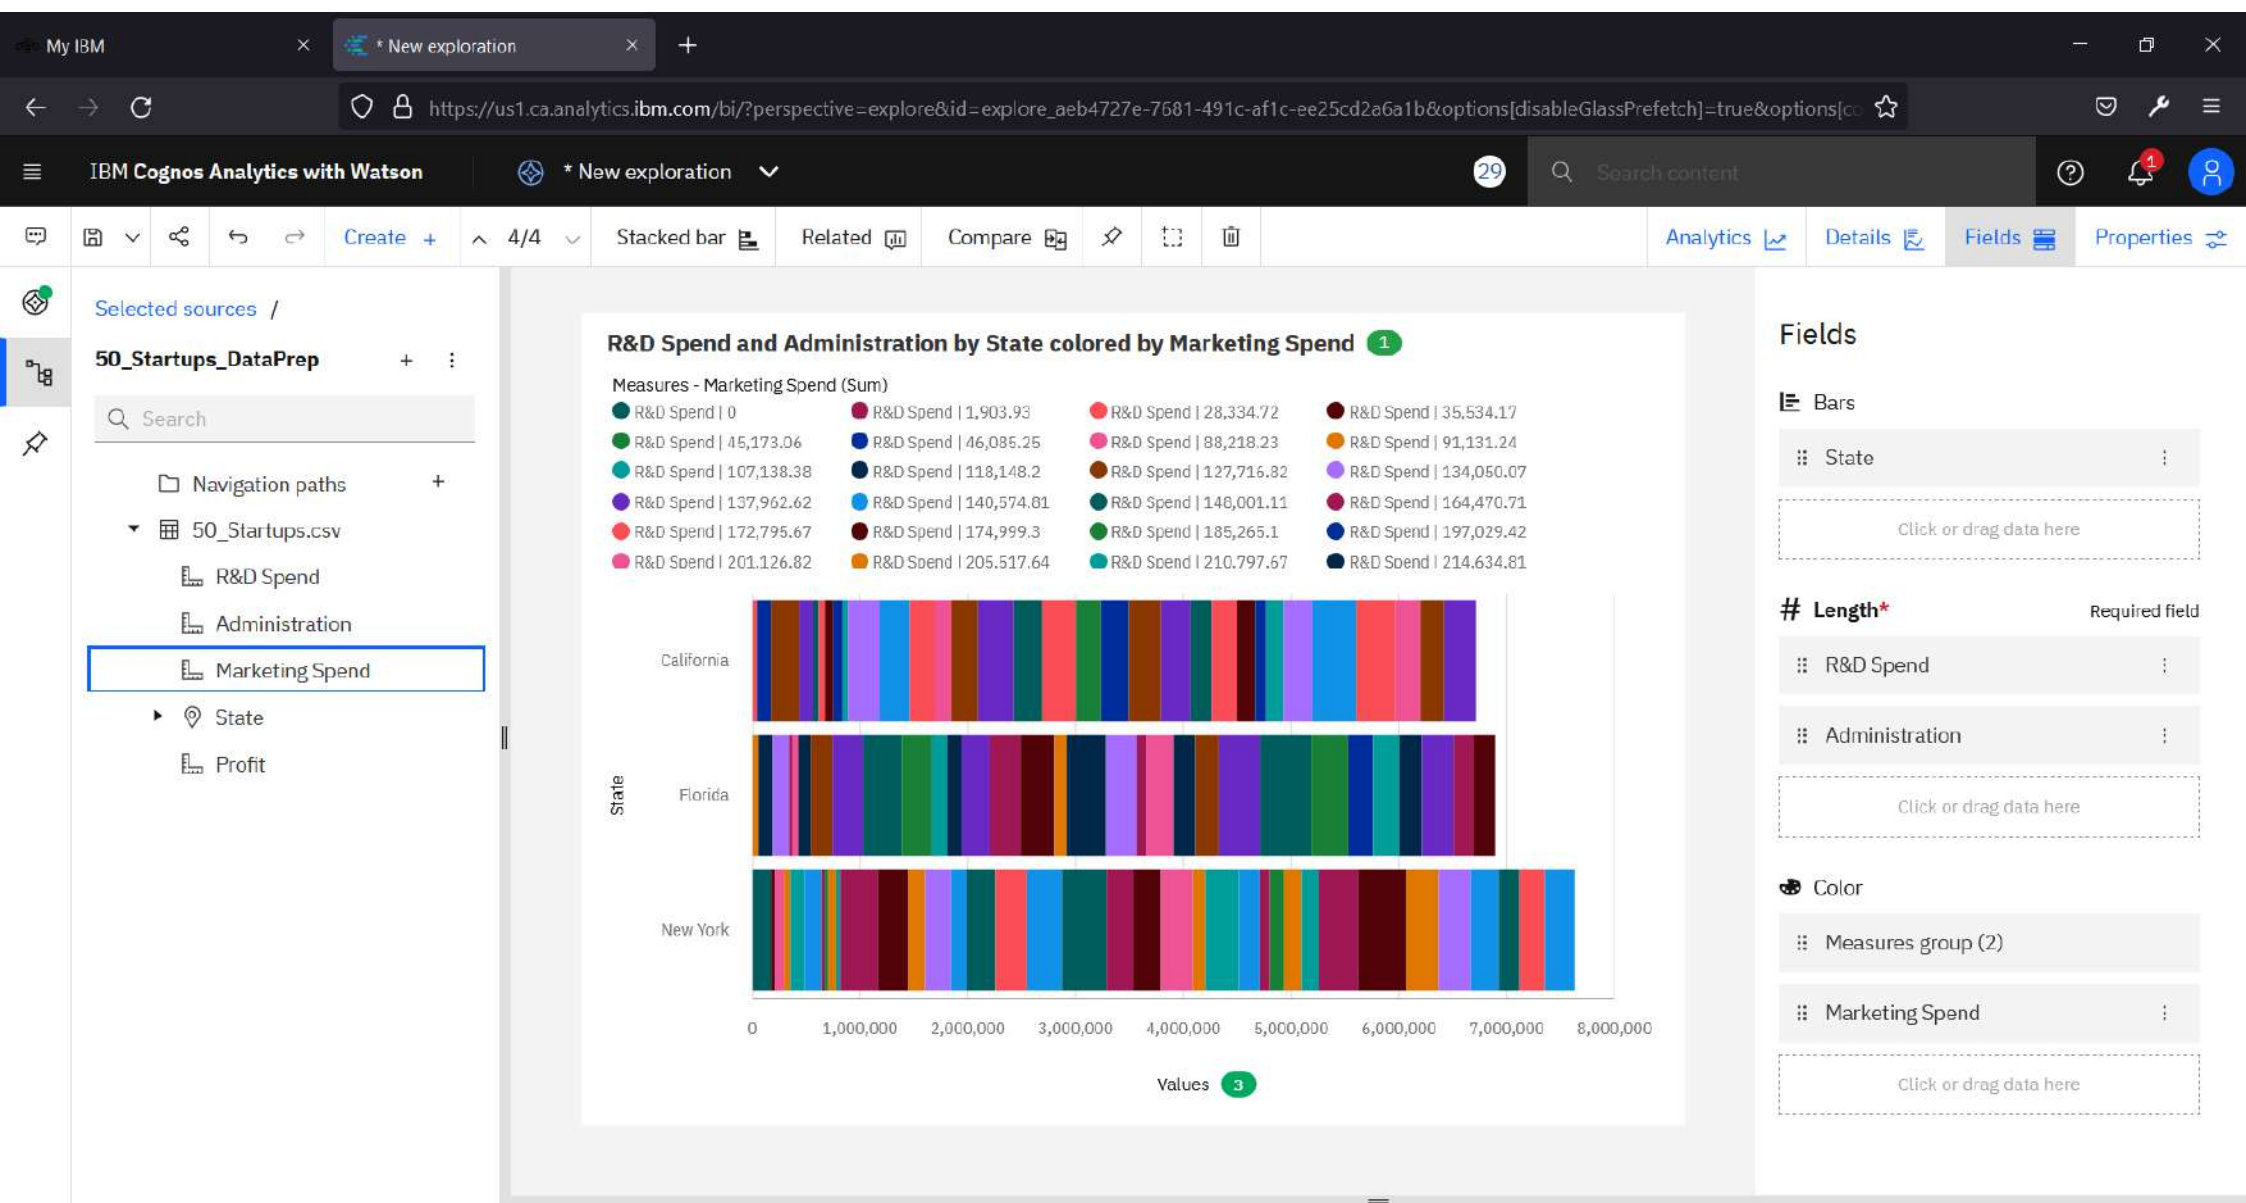 My IBM
* New exploration
https://us1.ca.analytics.ibm.com/bi/?perspective=explore&id=explore_aeb4727e-7681-491c-af1c-ee25cd2a6a1b&options[disableGlassPrefetch]=true&options[co
IBM Cognos Analytics with Watson
* New exploration
29
Search content
1
Create +
4/4
Stacked bar
Related
Compare
Analytics
Details
Fields
Properties
Selected sources /
50_Startups_DataPrep
Search
Navigation paths
50_Startups.csv
R&D Spend
Administration
Marketing Spend
State
Profit
R&D Spend and Administration by State colored by Marketing Spend 1
Measures - Marketing Spend (Sum)
R&D Spend | 0 R&D Spend | 1,903.93 R&D Spend | 28,334.72 R&D Spend | 35,534.17
R&D Spend | 45,173.06 R&D Spend | 46,085.25 R&D Spend | 88,218.23 R&D Spend | 91,131.24
R&D Spend | 107,138.38 R&D Spend | 118,148.2 R&D Spend | 127,716.82 R&D Spend | 134,050.07
R&D Spend | 137,962.62 R&D Spend | 140,574.81 R&D Spend | 148,001.11 R&D Spend | 164,470.71
R&D Spend | 172,795.67 R&D Spend | 174,999.3 R&D Spend | 185,265.1 R&D Spend | 197,029.42
R&D Spend | 201,126.82 R&D Spend | 205,517.64 R&D Spend | 210,797.67 R&D Spend | 214,634.81
State
California
Florida
New York
0 1,000,000 2,000,000 3,000,000 4,000,000 5,000,000 6,000,000 7,000,000 8,000,000
Values 3
Fields
Bars
State
Click or drag data here
# Length* Required field
R&D Spend
Administration
Click or drag data here
Color
Measures group (2)
Marketing Spend
Click or drag data here